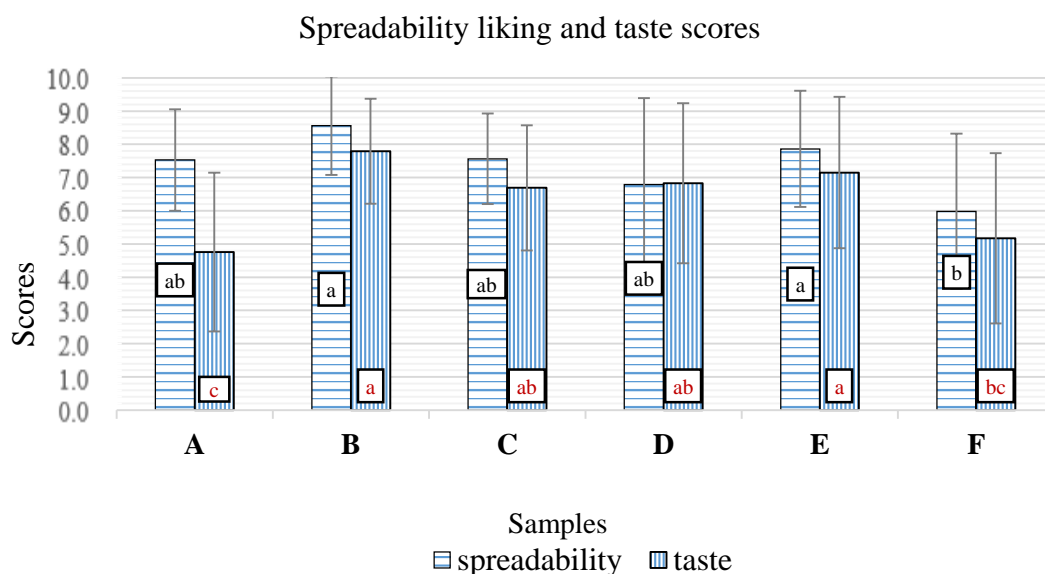 Spreadability liking and taste scores
Scores
10.0
9.0
8.0
7.0
6.0
5.0
4.0
3.0
2.0
1.0
0.0
ab
a
ab
ab
a
b
c
a
ab
ab
a
bc
A B C D E F
Samples
spreadability taste